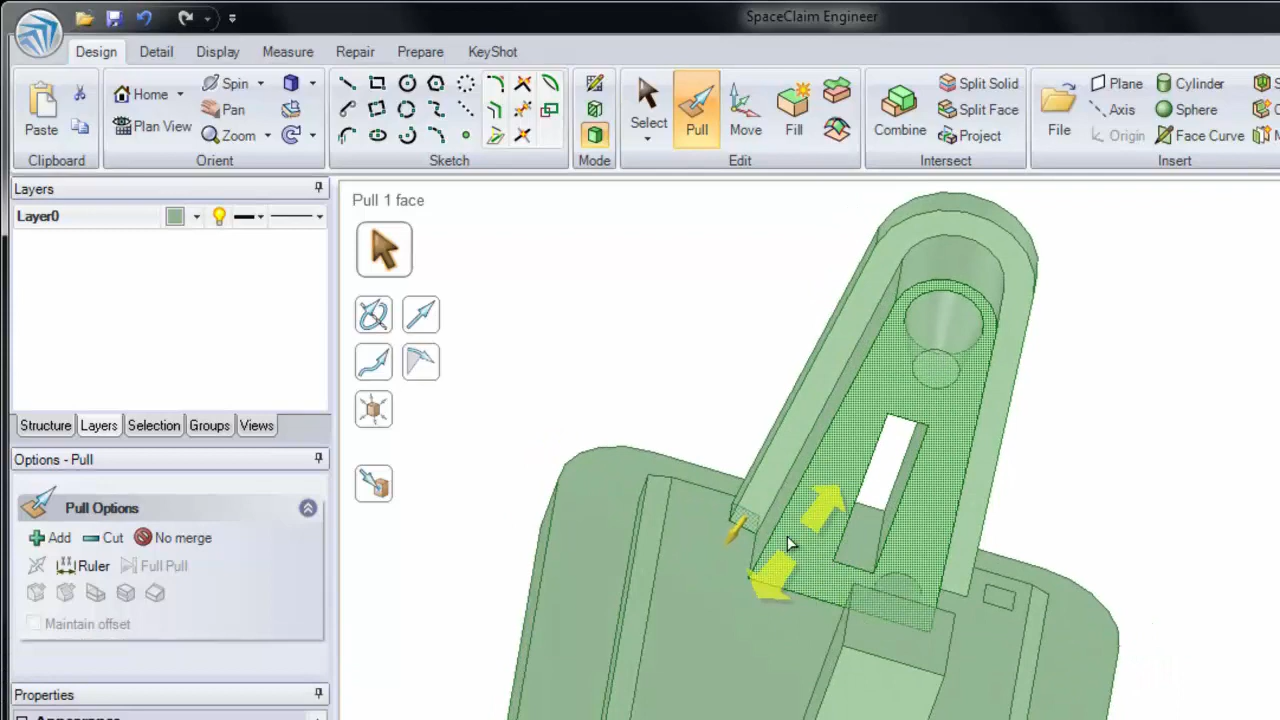 SpaceClaim Engineer
Design Detail Display Measure Repair Prepare KeyShot
Paste
Clipboard
Home Spin
Plan View Pan
Zoom
Orient
Sketch
Mode
Select Pull Move Fill
Edit
Combine Split Solid
Split Face
Project
Intersect
File Plane Cylinder
Axis Sphere
Origin Face Curve
Insert
Layers
Layer0
Structure Layers Selection Groups Views
Options - Pull
Pull Options
Add Cut No merge
Ruler Full Pull
Maintain offset
Properties
Pull 1 face